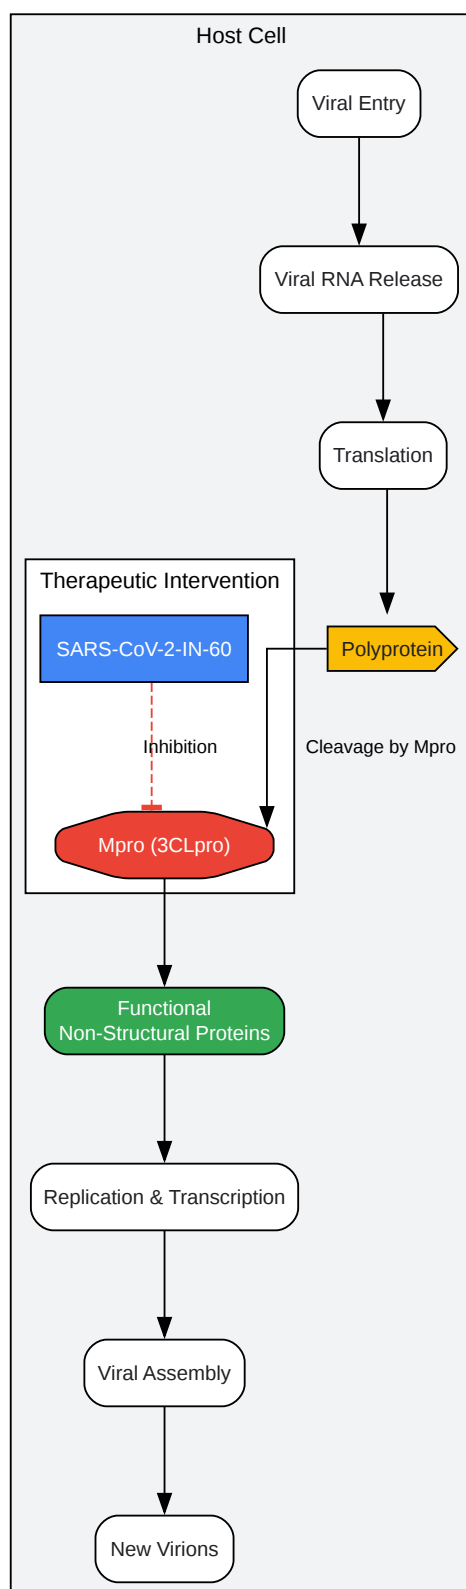 Host Cell
Viral Entry
Viral RNA Release
Translation
Therapeutic Intervention
SARS-CoV-2-IN-60
Polyprotein
Inhibition
Cleavage by Mpro
Mpro (3CLpro)
Functional
Non-Structural Proteins
Replication & Transcription
Viral Assembly
New Virions